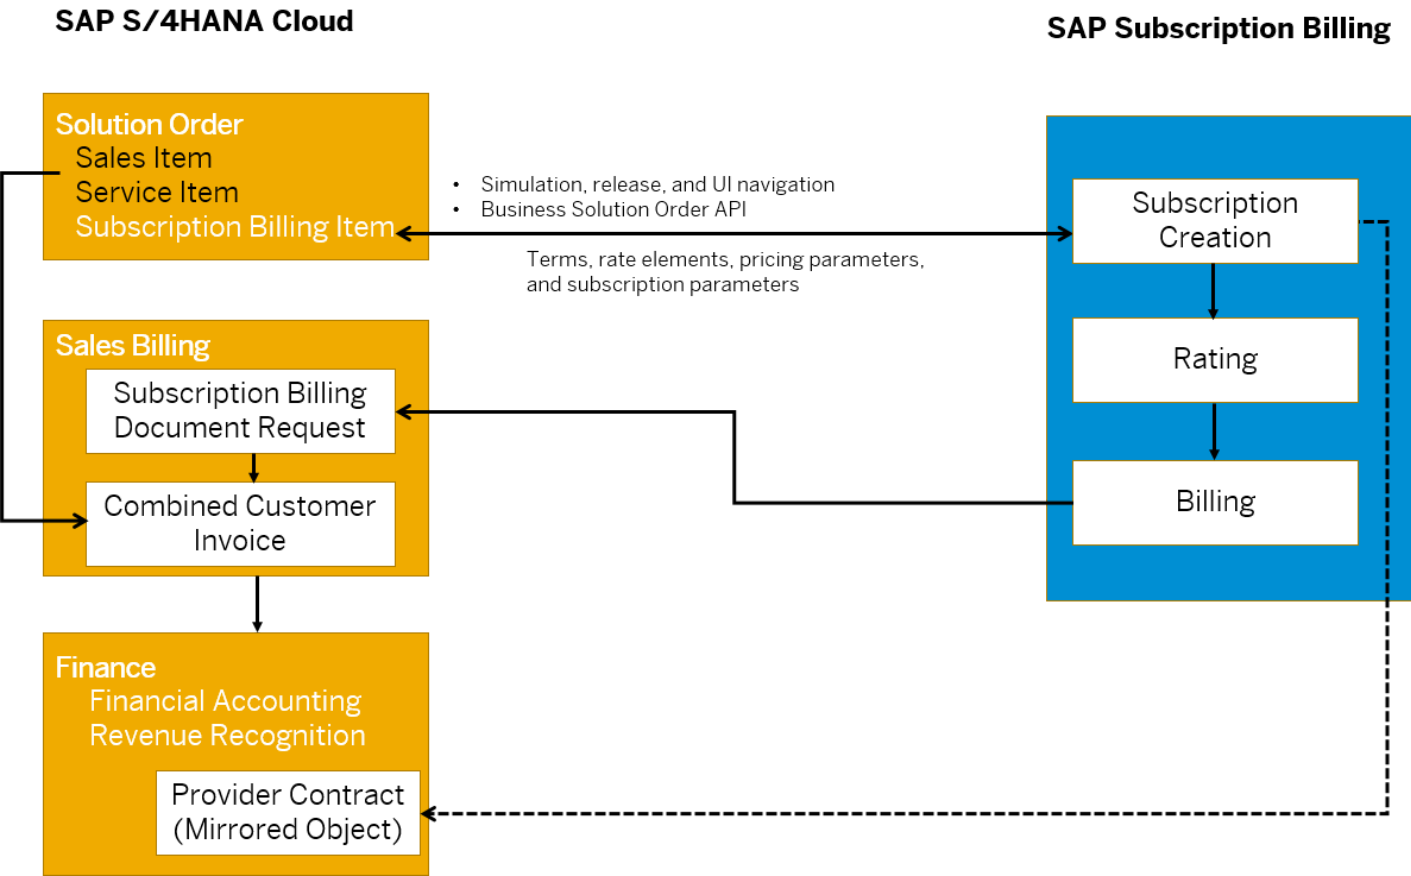 SAP S/4HANA Cloud
SAP Subscription Billing
Solution Order
Sales Item
Service Item
Subscription Billing Item
• Simulation, release, and UI navigation
• Business Solution Order API
Terms, rate elements, pricing parameters,
and subscription parameters
Subscription
Creation
Rating
Billing
Sales Billing
Subscription Billing
Document Request
Combined Customer
Invoice
Finance
Financial Accounting
Revenue Recognition
Provider Contract
(Mirrored Object)